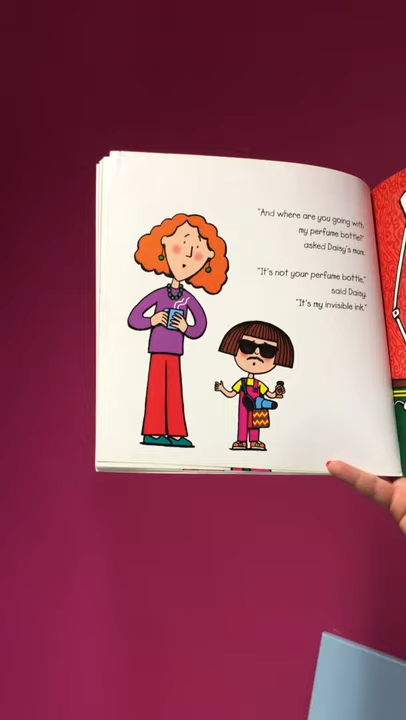 "And where are you going with
my perfume bottle?"
asked Daisy's mom.
"It's not your perfume bottle,"
said Daisy.
"It's my invisible ink."